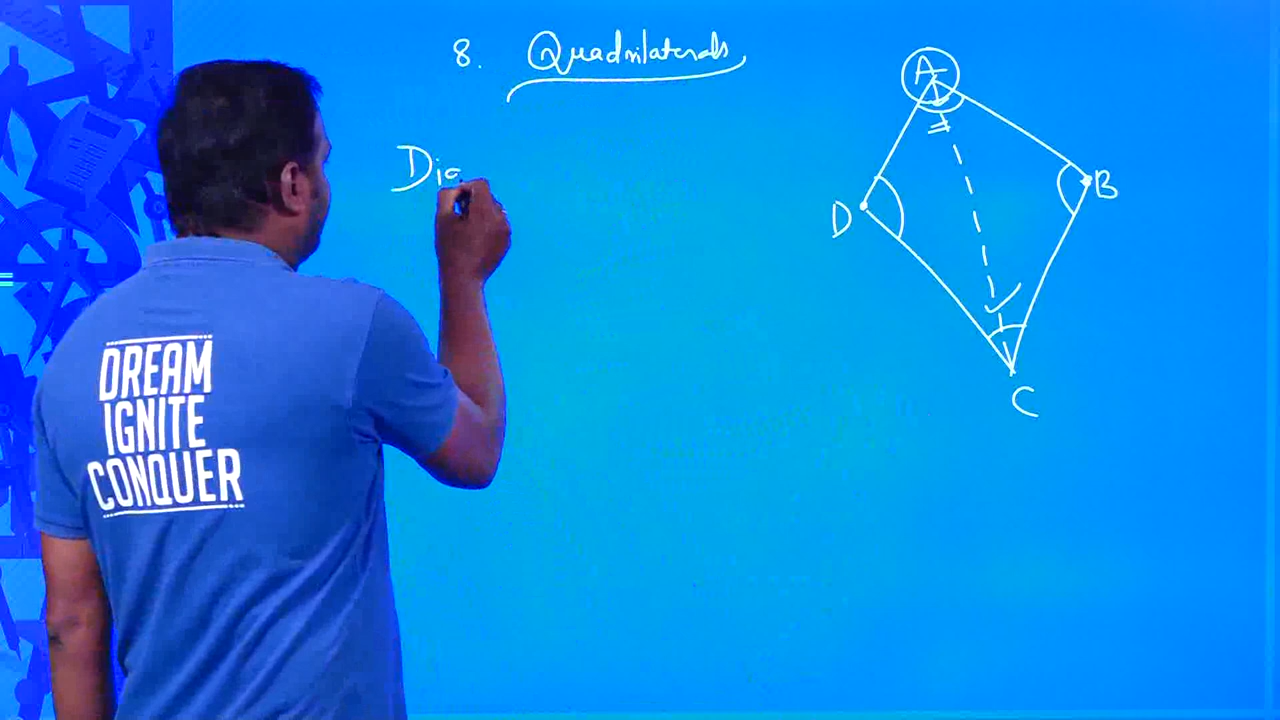 8. Quadrilaterals
A
Dia
B
D
C
DREAM
IGNITE
CONQUER